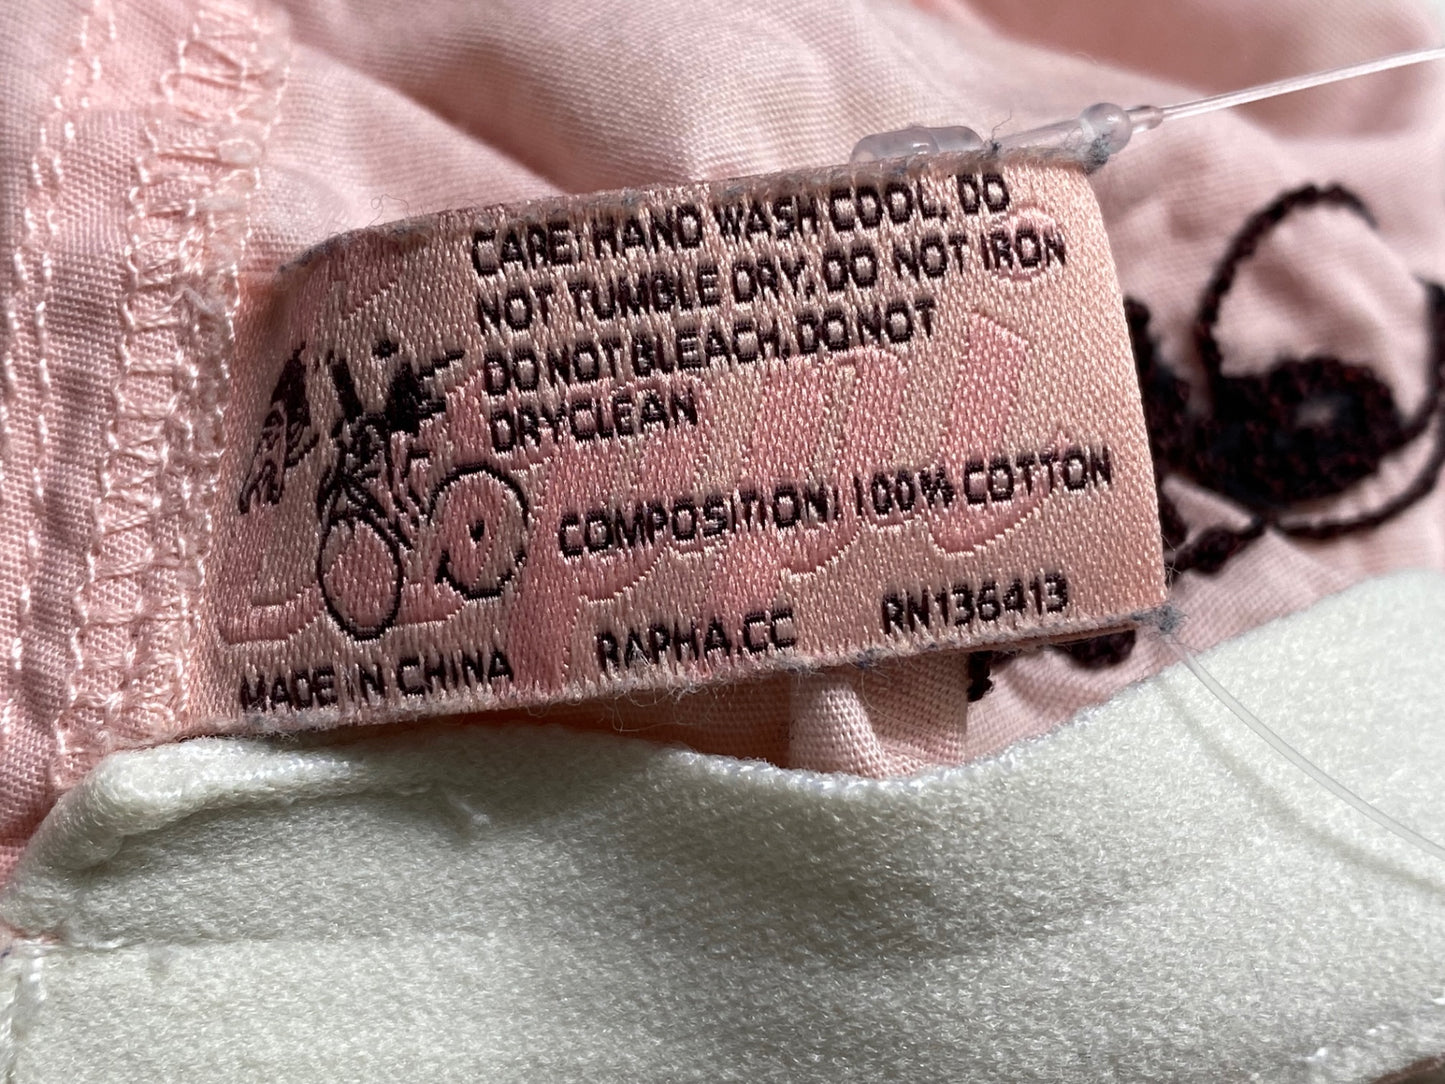 CARE: HAND WASH COOL, DO
NOT TUMBLE DRY, DO NOT IRON
DO NOT BLEACH, DO NOT
DRYCLEAN
COMPOSITION: 100% COTTON
MADE IN CHINA RAPHA.CC RN136413